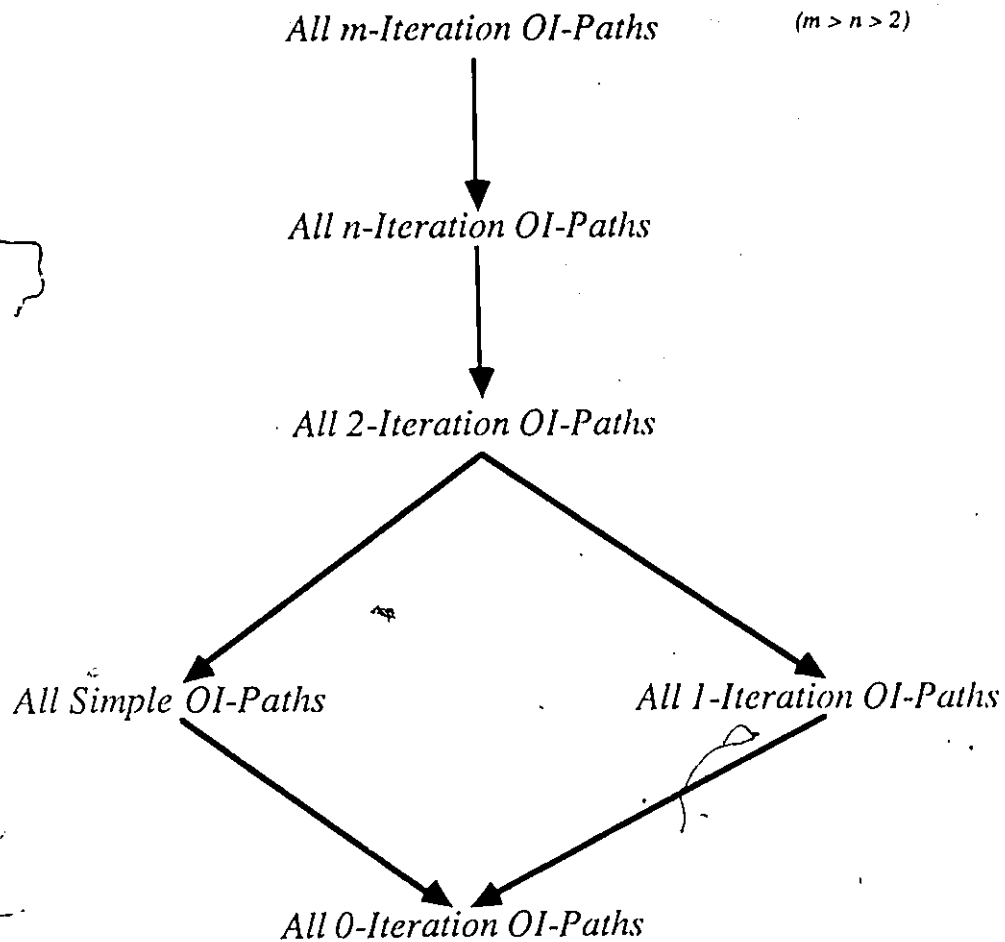 All m-Iteration OI-Paths (m > n > 2)
All n-Iteration OI-Paths
All 2-Iteration OI-Paths
All Simple OI-Paths All 1-Iteration OI-Paths
All 0-Iteration OI-Paths